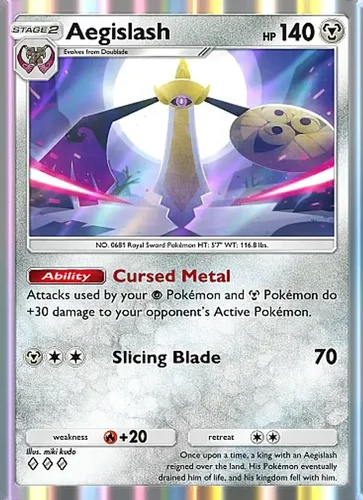 STAGE 2 Aegislash HP 140
Evolves from Doublade
NO. 0681 Royal Sword Pokémon HT: 5'7" WT: 116.8 lbs.
Ability Cursed Metal
Attacks used by your Pokémon and Pokémon do
+30 damage to your opponent's Active Pokémon.
Slicing Blade 70
weakness +20 retreat
Illus. miki kudo
Once upon a time, a king with an Aegislash
reigned over the land. His Pokémon eventually
drained him of life, and his kingdom fell with him.